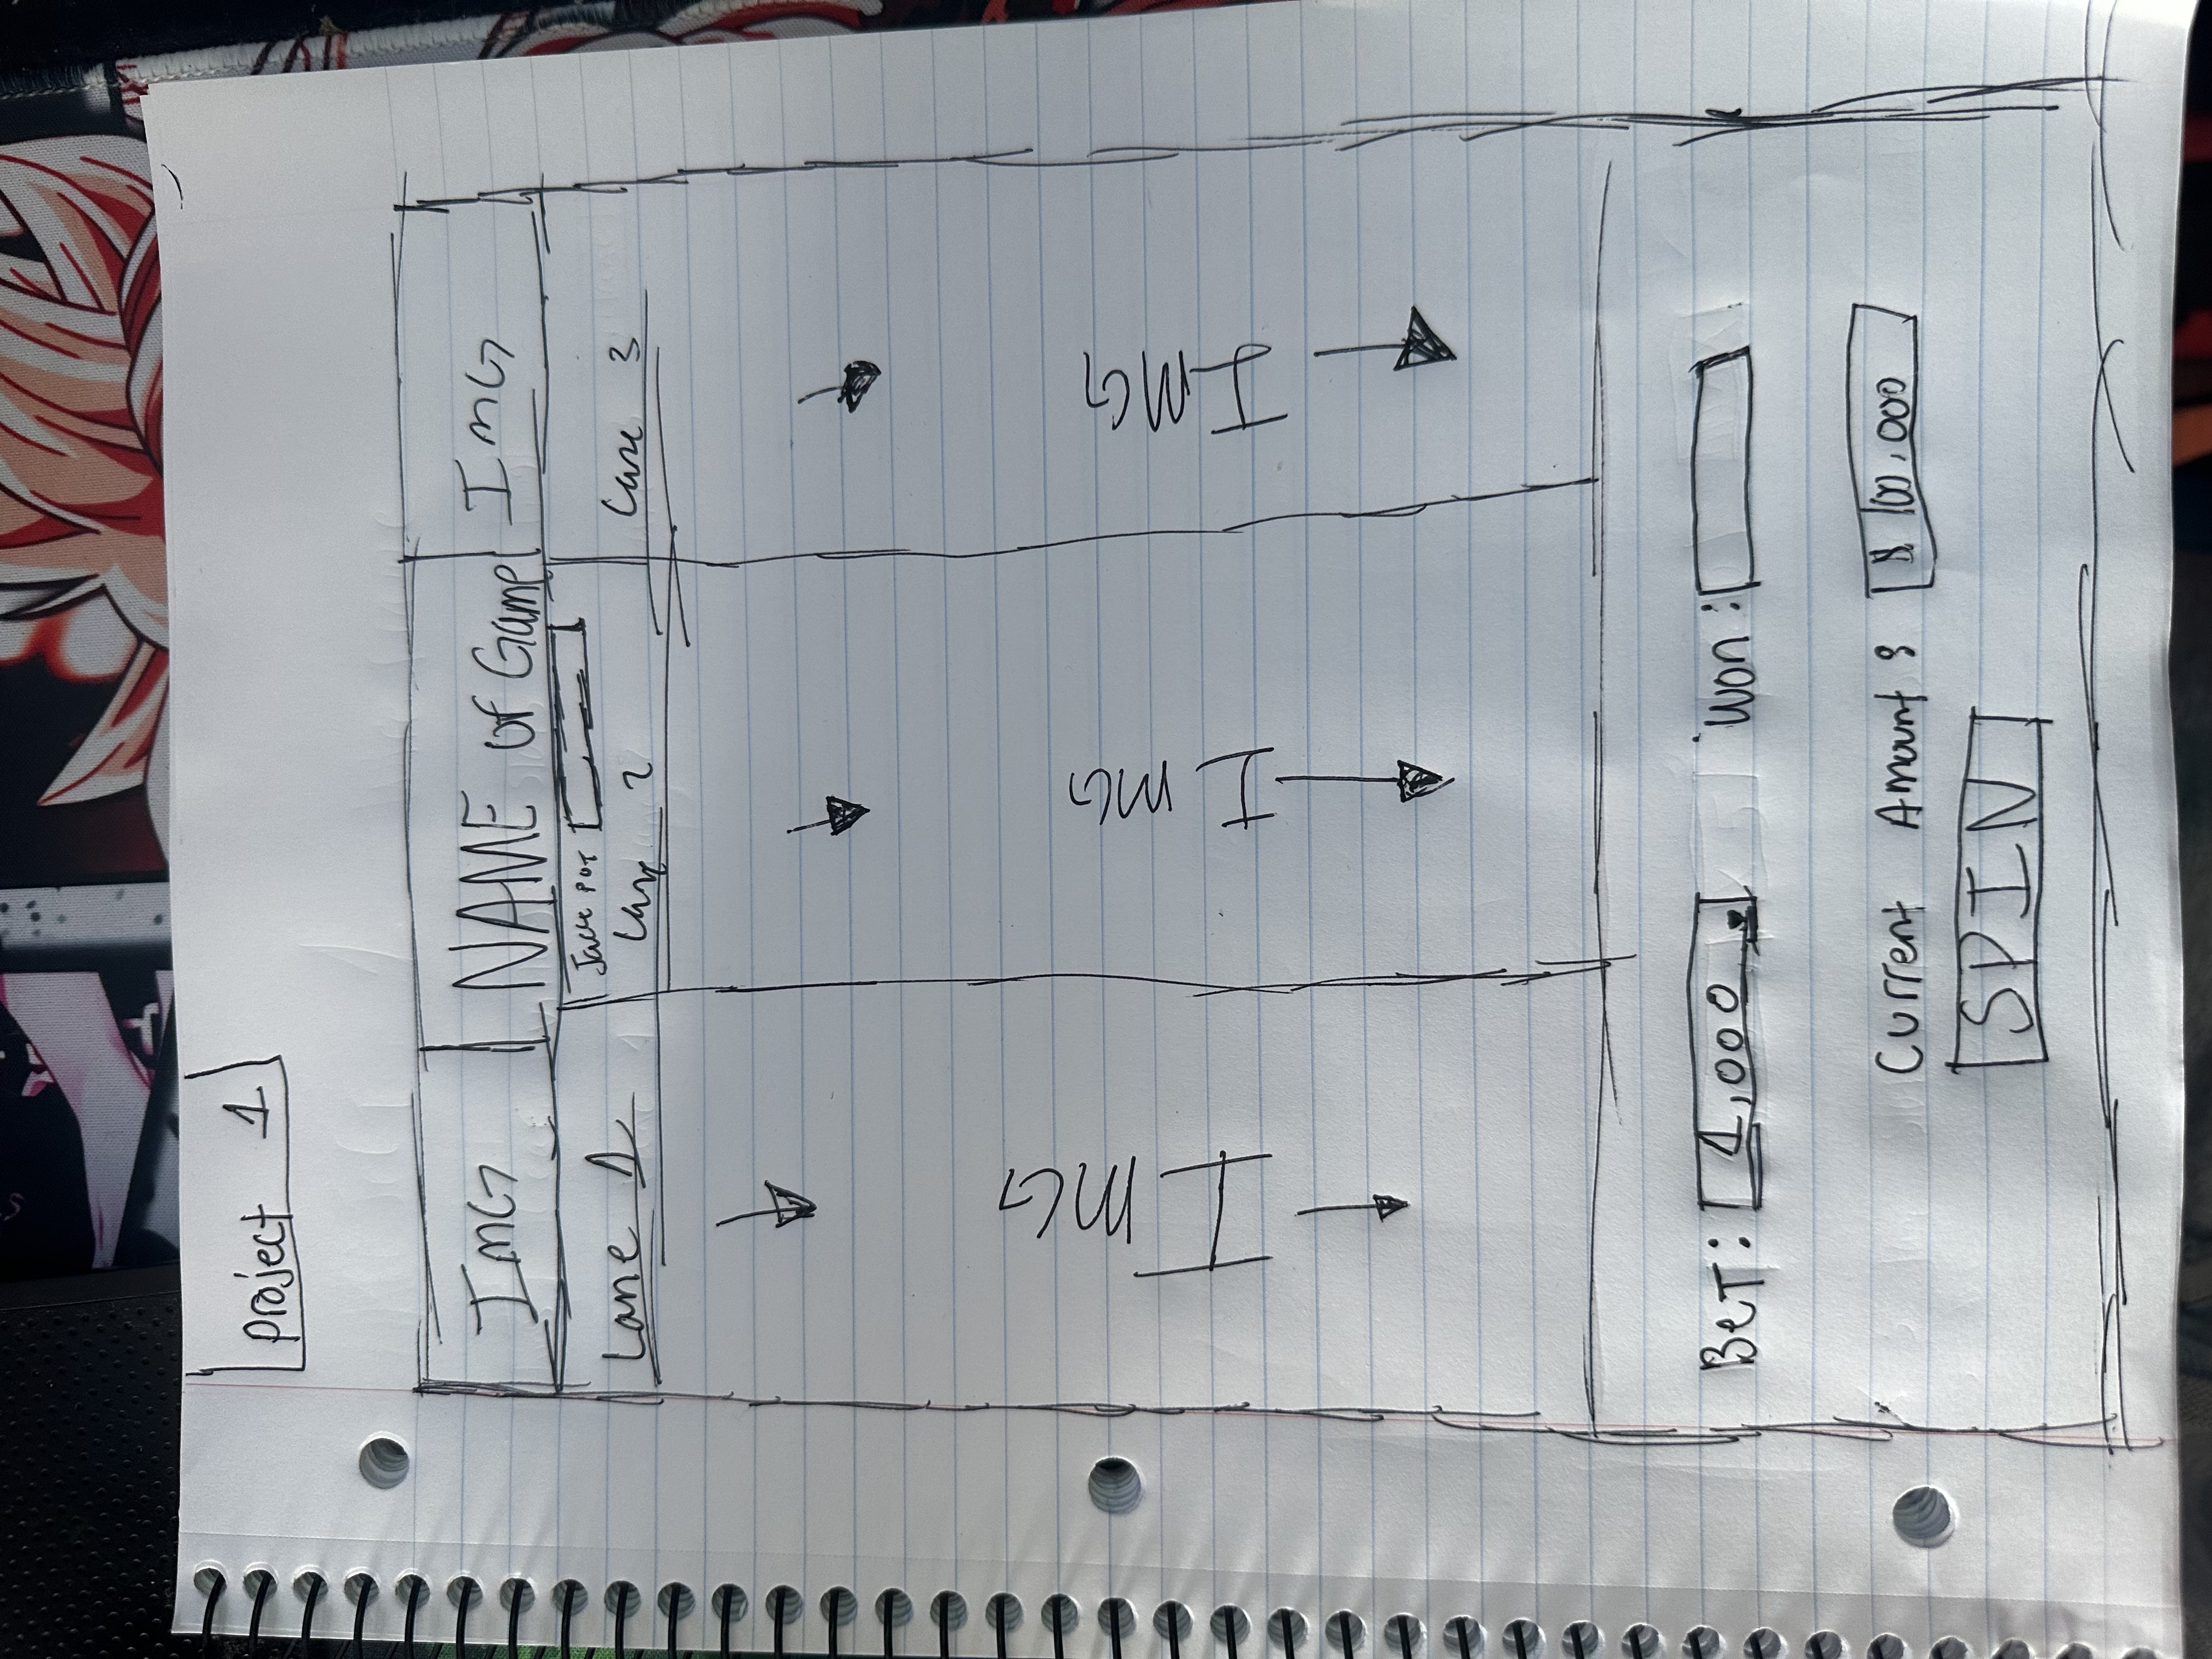 Project 1
IMG NAME of Game IMG
Jack POT
Lane 1 Lane 2 Lane 3
IMG IMG IMG
BeT: 1,000 Won:
Current Amount: $ 100,000
SPIN